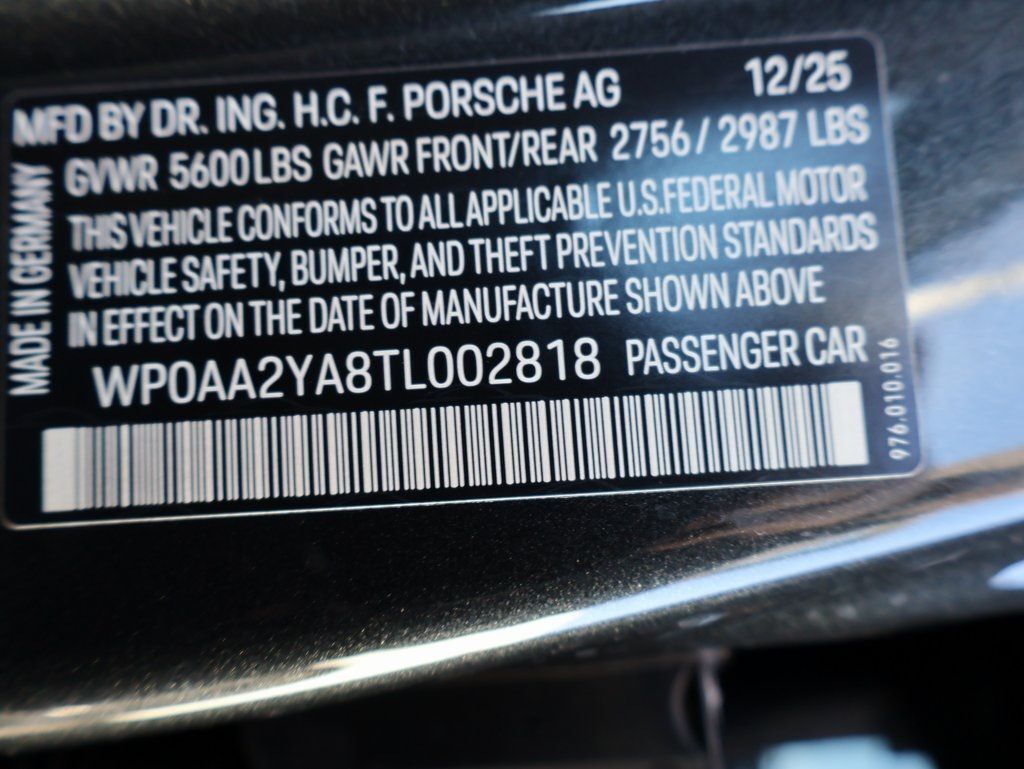 MFD BY DR. ING. H.C. F. PORSCHE AG 12/25
GVWR 5600LBS GAWR FRONT/REAR 2756 / 2987 LBS
THIS VEHICLE CONFORMS TO ALL APPLICABLE U.S.FEDERAL MOTOR
VEHICLE SAFETY, BUMPER, AND THEFT PREVENTION STANDARDS
IN EFFECT ON THE DATE OF MANUFACTURE SHOWN ABOVE
WP0AA2YA8TL002818 PASSENGER CAR
MADE IN GERMANY
976.010.016